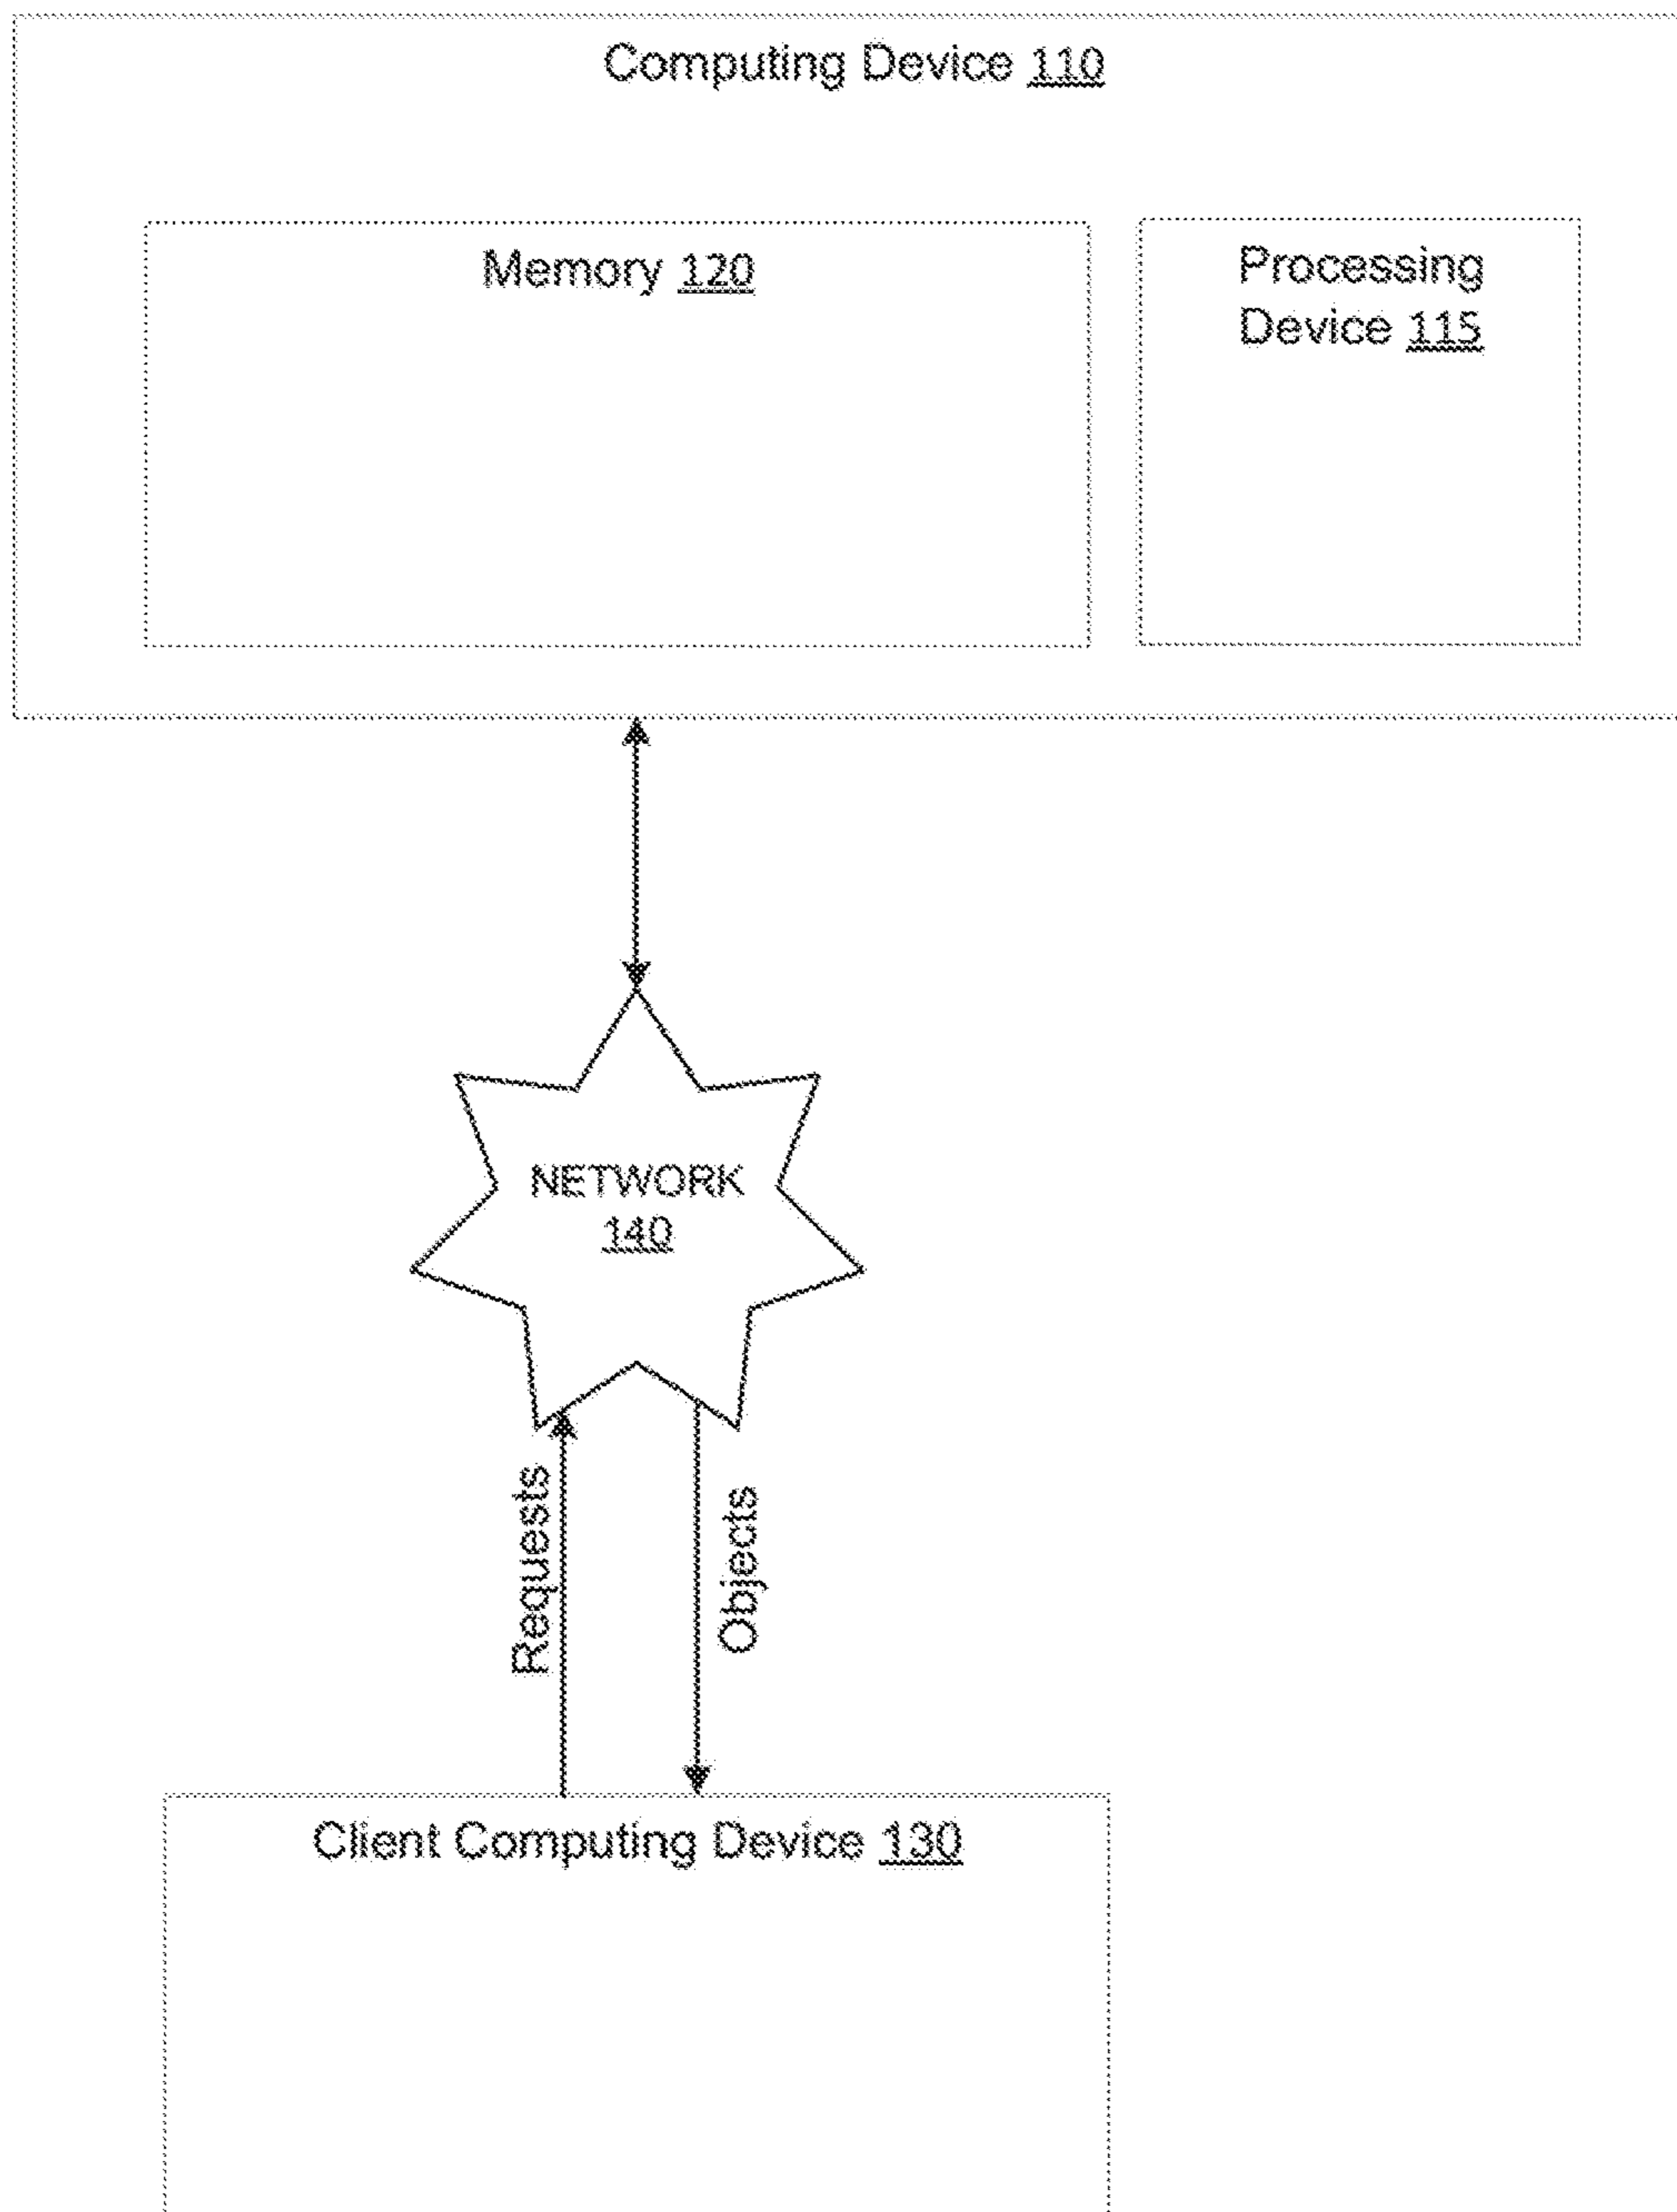 Computing Device 110
Memory 120
Processing
Device 115
NETWORK
140
Requests
Objects
Client Computing Device 130